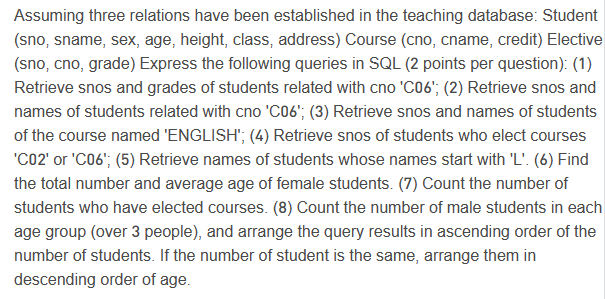 Assuming three relations have been established in the teaching database: Student
(sno, sname, sex, age, height, class, address) Course (cno, cname, credit) Elective
(sno, cno, grade) Express the following queries in SQL (2 points per question): (1)
Retrieve snos and grades of students related with cno 'C06'; (2) Retrieve snos and
names of students related with cno 'C06'; (3) Retrieve snos and names of students
of the course named 'ENGLISH'; (4) Retrieve snos of students who elect courses
'C02' or 'C06'; (5) Retrieve names of students whose names start with 'L'. (6) Find
the total number and average age of female students. (7) Count the number of
students who have elected courses. (8) Count the number of male students in each
age group (over 3 people), and arrange the query results in ascending order of the
number of students. If the number of student is the same, arrange them in
descending order of age.